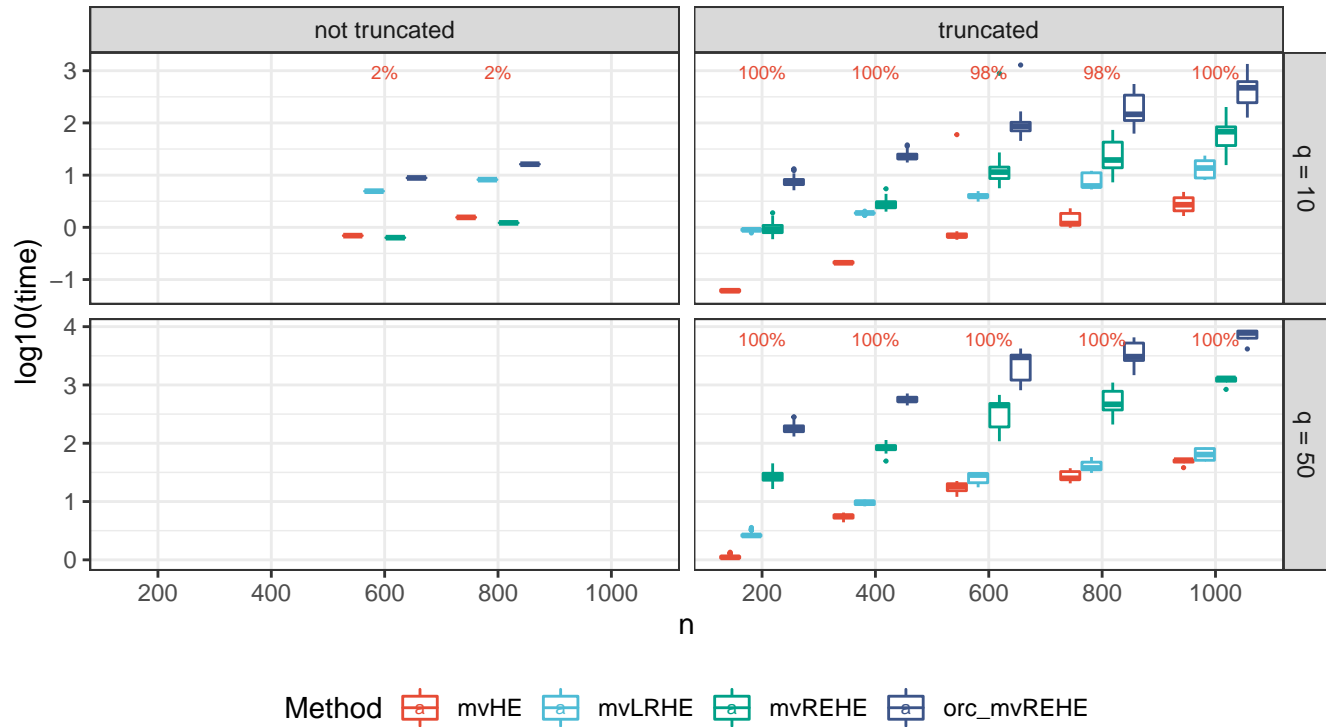 not truncated truncated
2% 2% 100% 100% 98% 98% 100%
3
2
1
0
−1
q = 10
log10(time)
100% 100% 100% 100% 100%
4
3
2
1
0
q = 50
200 400 600 800 1000 200 400 600 800 1000
n
Method a mvHE a mvLRHE a mvREHE a orc_mvREHE